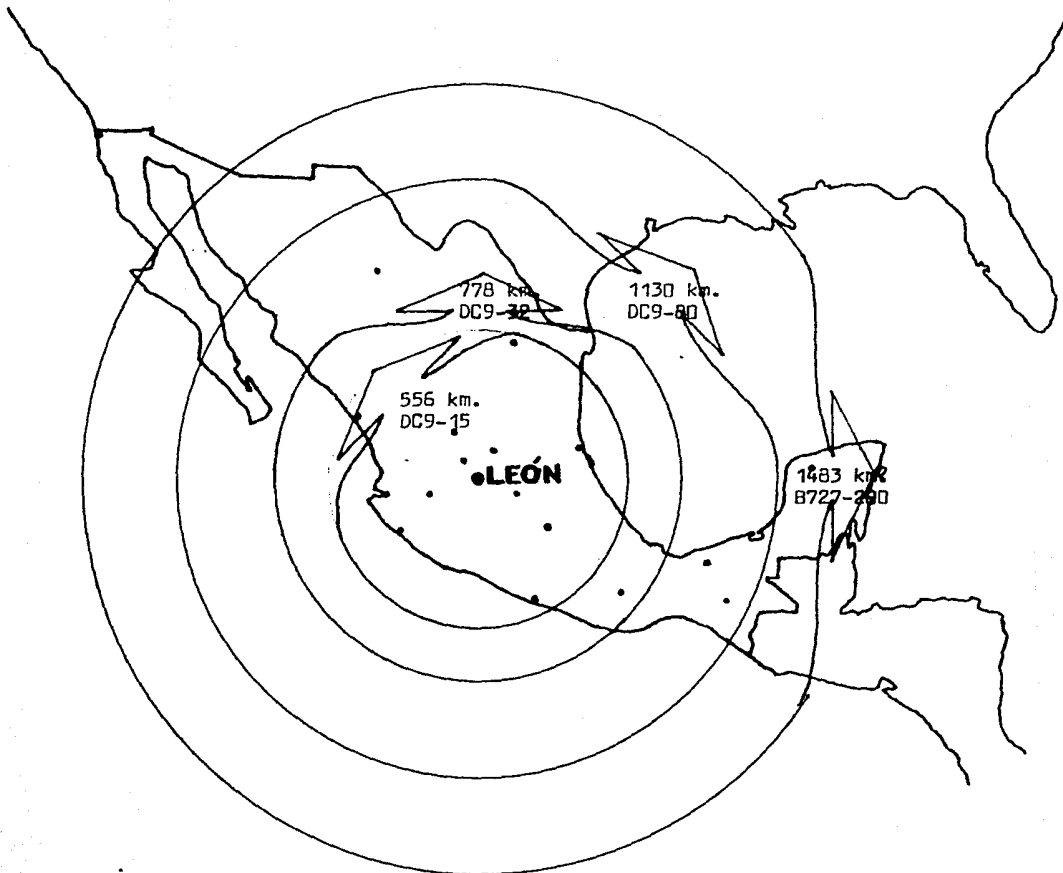 778 km.
DC9-32
1130 km.
DC9-80
556 km.
DC9-15
LEÓN
1483 km.
B727-200